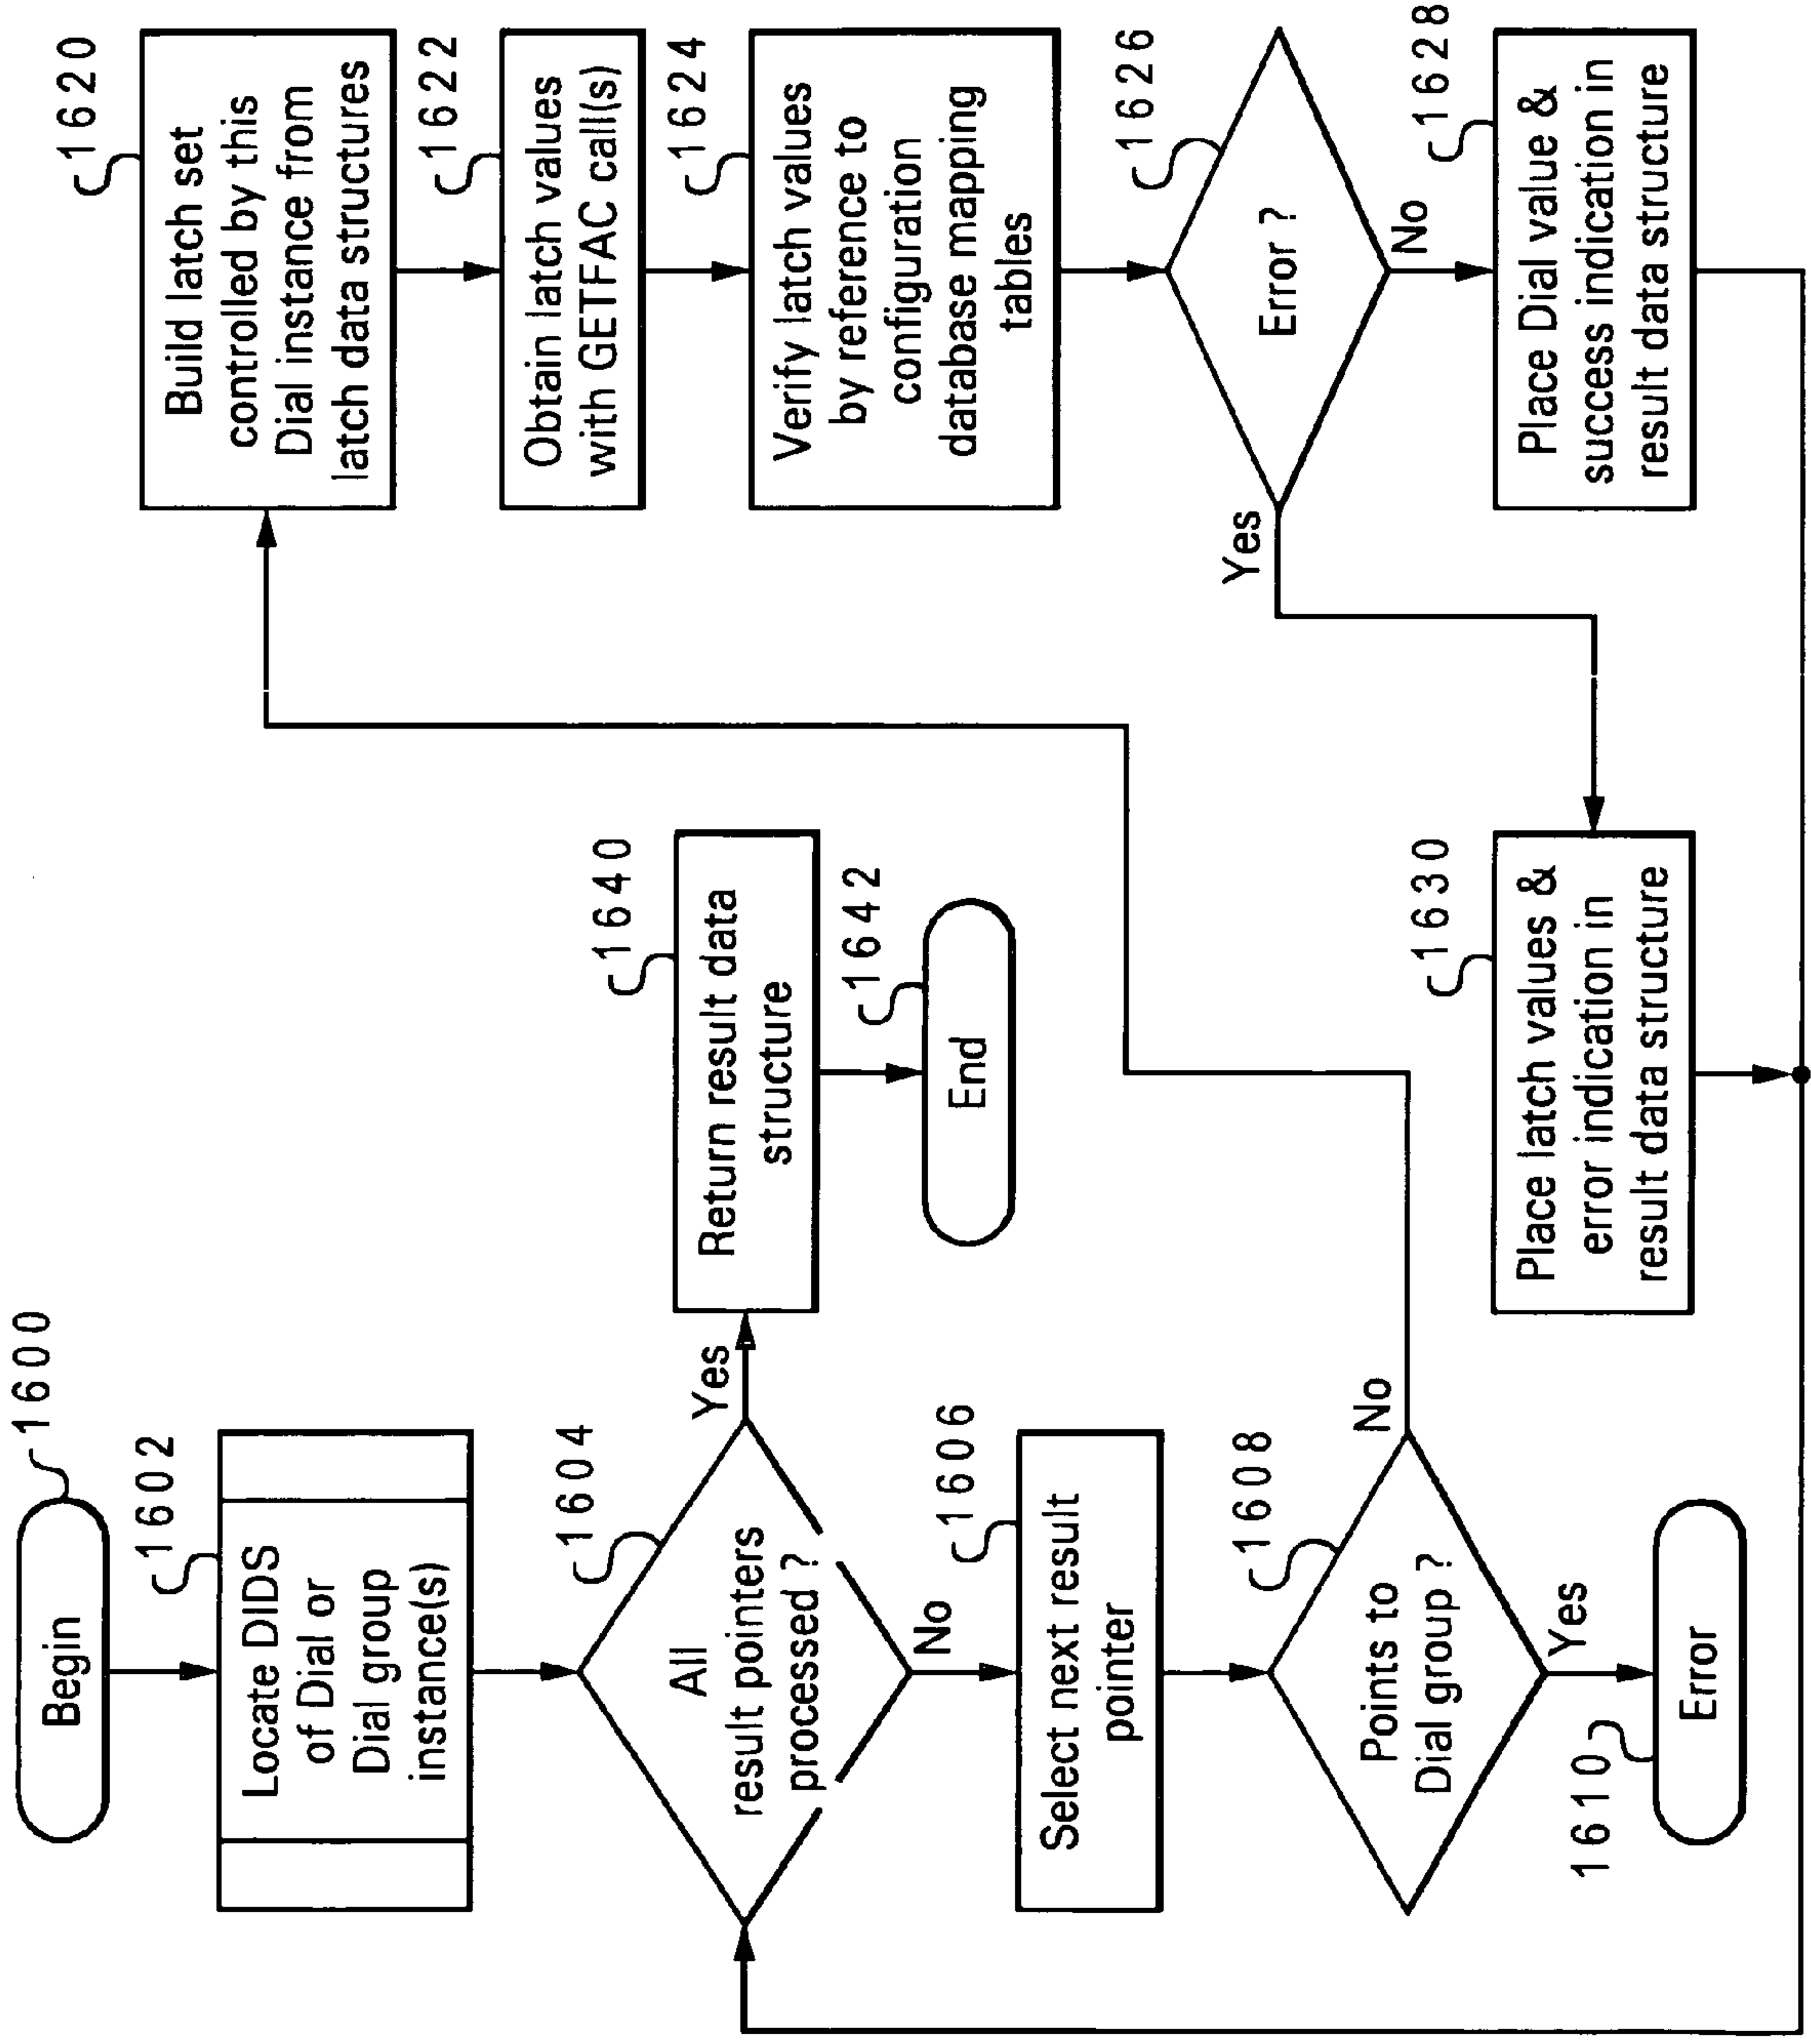 1600
Begin
1602
Locate DIDS
of Dial or
Dial group
instance(s)
1604
All
result pointers
processed ?
Yes
No
1640
Return result data
structure
1642
End
1606
Select next result
pointer
1608
Points to
Dial group ?
No
Yes
1610
Error
1620
Build latch set
controlled by this
Dial instance from
latch data structures
1622
Obtain latch values
with GETFAC call(s)
1624
Verify latch values
by reference to
configuration
database mapping
tables
1626
Error ?
Yes
No
1628
Place Dial value &
success indication in
result data structure
1630
Place latch values &
error indication in
result data structure